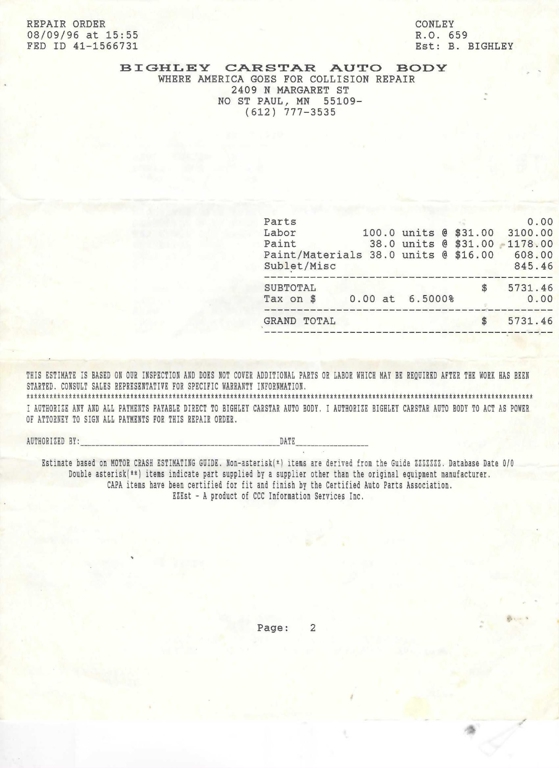 REPAIR ORDER CONLEY
08/09/96 at 15:55 R.O. 659
FED ID 41-1566731 Est: B. BIGHLEY
BIGHLEY CARSTAR AUTO BODY
WHERE AMERICA GOES FOR COLLISION REPAIR
2409 N MARGARET ST
NO ST PAUL, MN 55109-
(612) 777-3535
Parts 0.00
Labor 100.0 units @ $31.00 3100.00
Paint 38.0 units @ $31.00 1178.00
Paint/Materials 38.0 units @ $16.00 608.00
Sublet/Misc 845.46
SUBTOTAL $ 5731.46
Tax on $ 0.00 at 6.5000% 0.00
GRAND TOTAL $ 5731.46
THIS ESTIMATE IS BASED ON OUR INSPECTION AND DOES NOT COVER ADDITIONAL PARTS OR LABOR WHICH MAY BE REQUIRED AFTER THE WORK HAS BEEN
STARTED. CONSULT SALES REPRESENTATIVE FOR SPECIFIC WARRANTY INFORNMATION.
I AUTHORIZE ANY AND ALL PAYMENTS PAYABLE DIRECT TO BIGHLEY CARSTAR AUTO BODY. I AUTHORIZE BIGHLEY CARSTAR AUTO BODY TO ACT AS POWER
OF ATTORNEY TO SIGN ALL PAYMENTS FOR THIS REPAIR ORDER.
AUTHORIZED BY: DATE
Estimate based on MOTOR CRASH ESTIMATING GUIDE. Non-asterisk(*) items are derived from the Guide ZZZZZZZ. Database Date 0/0
Double asterisk(**) items indicate part supplied by a supplier other than the original equipment manufacturer.
CAPA items have been certified for fit and finish by the Certified Auto Parts Association.
EZEst - A product of CCC Information Services Inc.
Page: 2